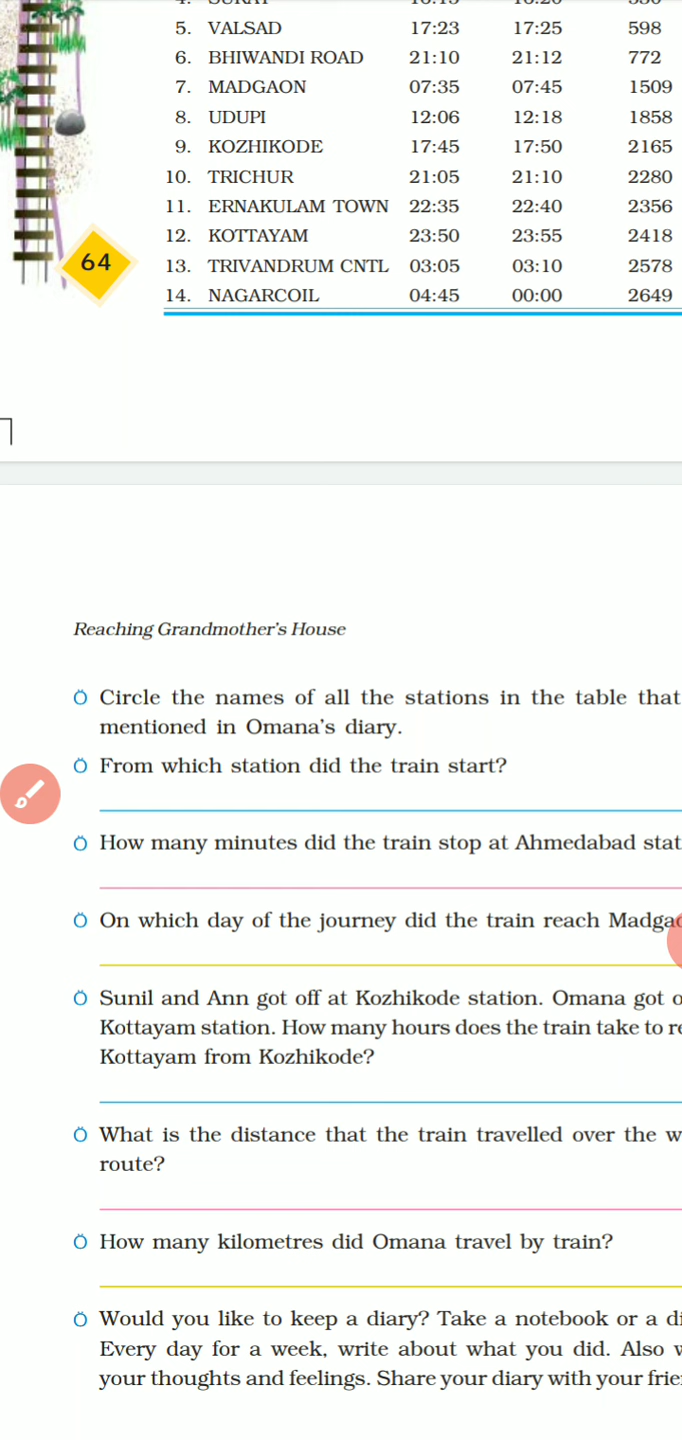 5. VALSAD 17:23 17:25 598
6. BHIWANDI ROAD 21:10 21:12 772
7. MADGAON 07:35 07:45 1509
8. UDUPI 12:06 12:18 1858
9. KOZHIKODE 17:45 17:50 2165
10. TRICHUR 21:05 21:10 2280
11. ERNAKULAM TOWN 22:35 22:40 2356
12. KOTTAYAM 23:50 23:55 2418
64
13. TRIVANDRUM CNTL 03:05 03:10 2578
14. NAGARCOIL 04:45 00:00 2649
Reaching Grandmother's House
Ö Circle the names of all the stations in the table that
mentioned in Omana's diary.
Ö From which station did the train start?
Ö How many minutes did the train stop at Ahmedabad stat
Ö On which day of the journey did the train reach Madga
Ö Sunil and Ann got off at Kozhikode station. Omana got o
Kottayam station. How many hours does the train take to re
Kottayam from Kozhikode?
Ö What is the distance that the train travelled over the w
route?
Ö How many kilometres did Omana travel by train?
Ö Would you like to keep a diary? Take a notebook or a di
Every day for a week, write about what you did. Also w
your thoughts and feelings. Share your diary with your frie